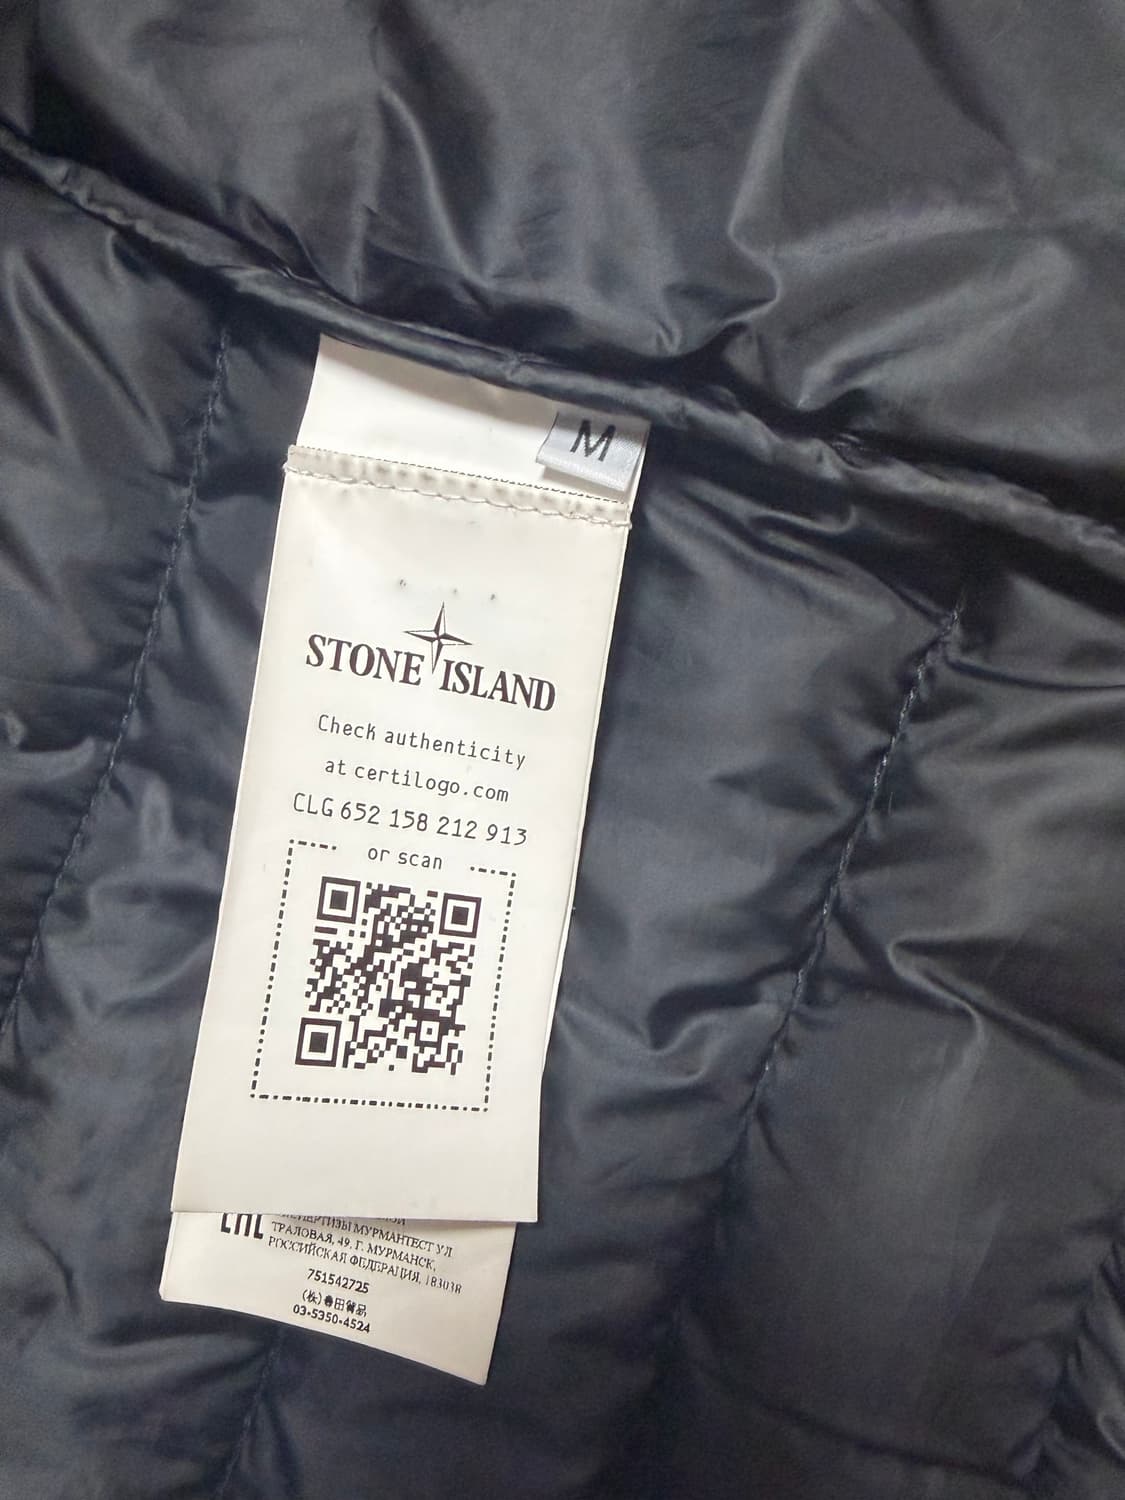 M
STONE ISLAND
Check authenticity
at certilogo.com
CLG 652 158 212 913
or scan
EAC
ТРАЛОВАЯ, 49, Г. МУРМАНСК,
РОССИЙСКАЯ ФЕДЕРАЦИЯ, 183038
751542725
03-5350-4524